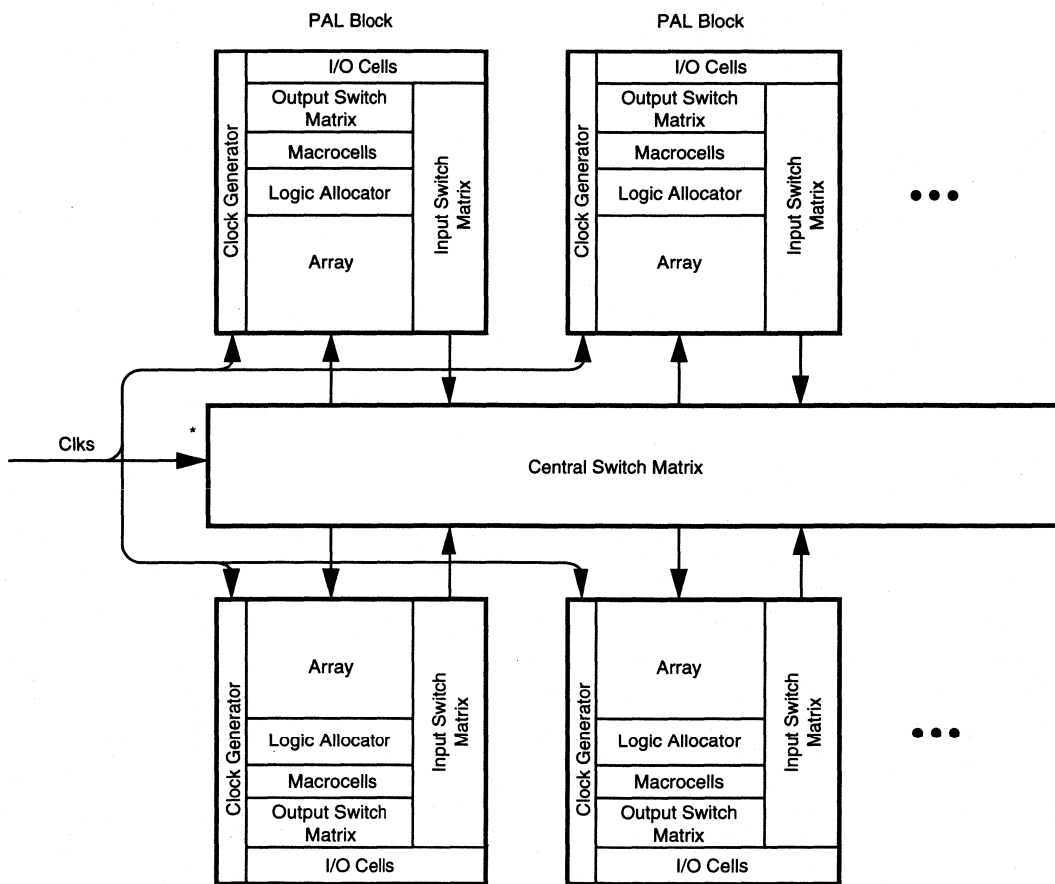 PAL Block
PAL Block
I/O Cells
Output Switch
Matrix
Macrocells
Logic Allocator
Array
Clock Generator
Input Switch
Matrix
I/O Cells
Output Switch
Matrix
Macrocells
Logic Allocator
Array
Clock Generator
Input Switch
Matrix
Clks
*
Central Switch Matrix
Clock Generator
Array
Logic Allocator
Macrocells
Output Switch
Matrix
I/O Cells
Input Switch
Matrix
Clock Generator
Array
Logic Allocator
Macrocells
Output Switch
Matrix
I/O Cells
Input Switch
Matrix